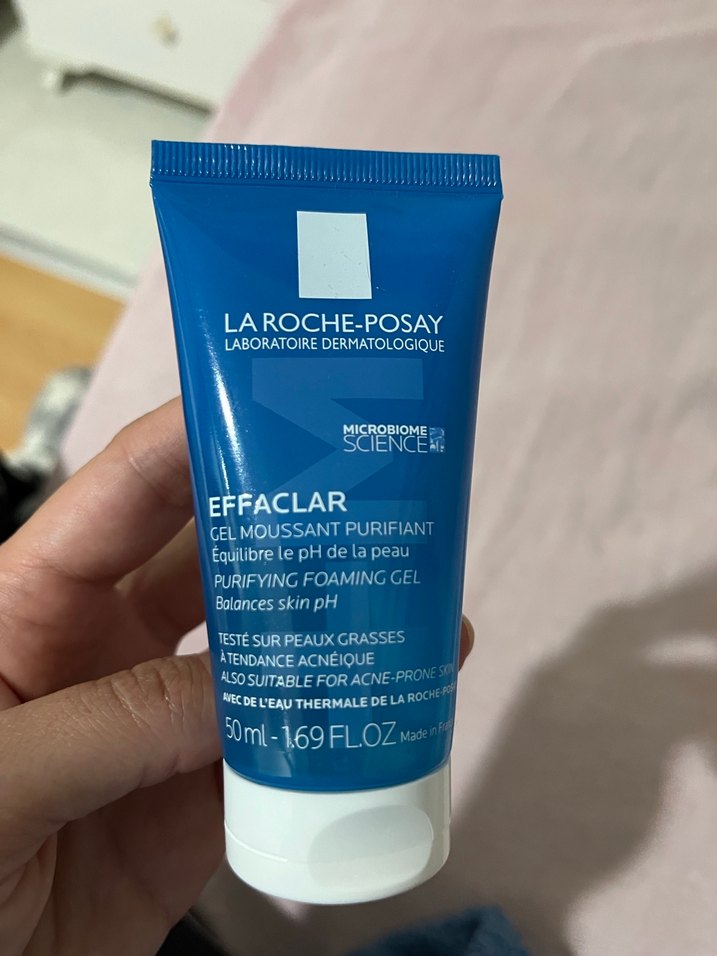 LA ROCHE-POSAY
LABORATOIRE DERMATOLOGIQUE
MICROBIOME
SCIENCE
EFFACLAR
GEL MOUSSANT PURIFIANT
Équilibre le pH de la peau
PURIFYING FOAMING GEL
Balances skin pH
TESTÉ SUR PEAUX GRASSES
À TENDANCE ACNÉIQUE
ALSO SUITABLE FOR ACNE-PRONE SKIN
AVEC DE L'EAU THERMALE DE LA ROCHE-
50 ml - 1.69 FL.OZ Made in